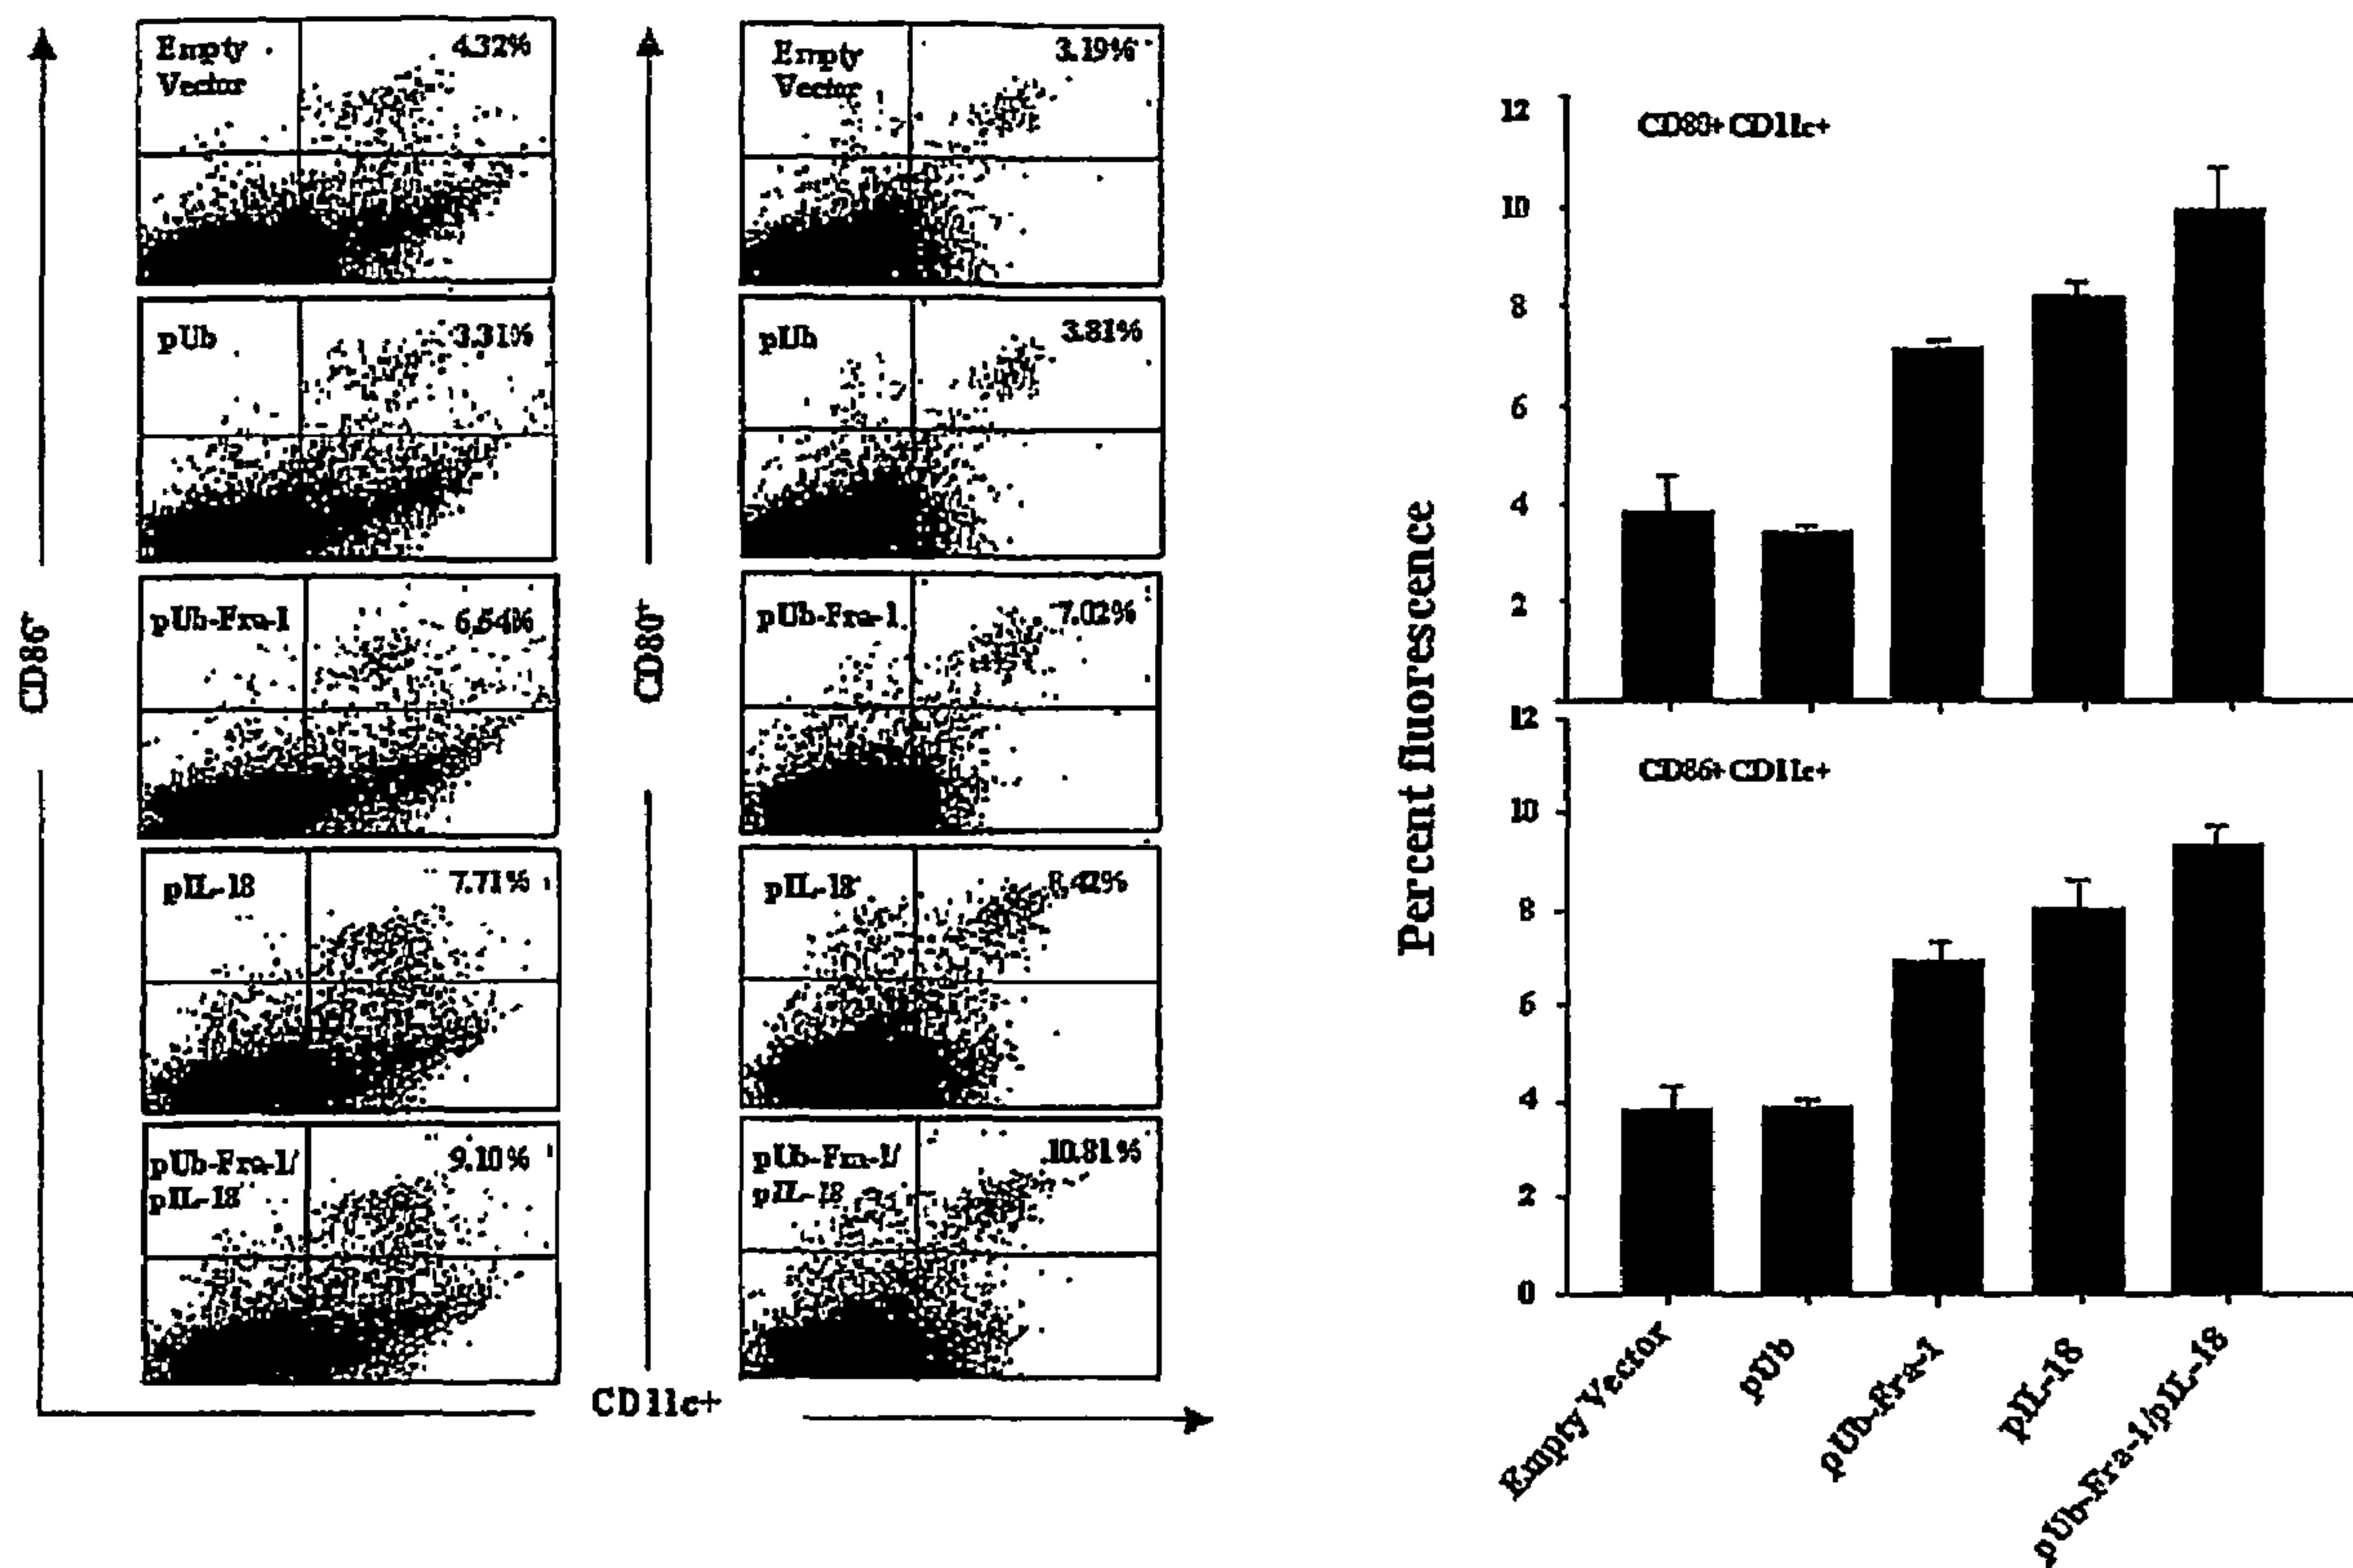 Empty
Vector
4.32%
pUb
3.31%
pUb-Fra-1
6.54%
pIL-18
7.71%
pUb-Fra-1/
pIL-18
9.10%
CD86+
Empty
Vector
3.19%
pUb
3.81%
pUb-Fra-1
7.02%
pIL-18
8.42%
pUb-Fra-1/
pIL-18
10.81%
CD80+
CD11c+
Percent fluorescence
CD80+CD11c+
12
10
8
6
4
2
CD86+CD11c+
12
10
8
6
4
2
0
Empty Vector
pUb
pUb-Fra-1
pIL-18
pUb-Fra-1/pIL-18